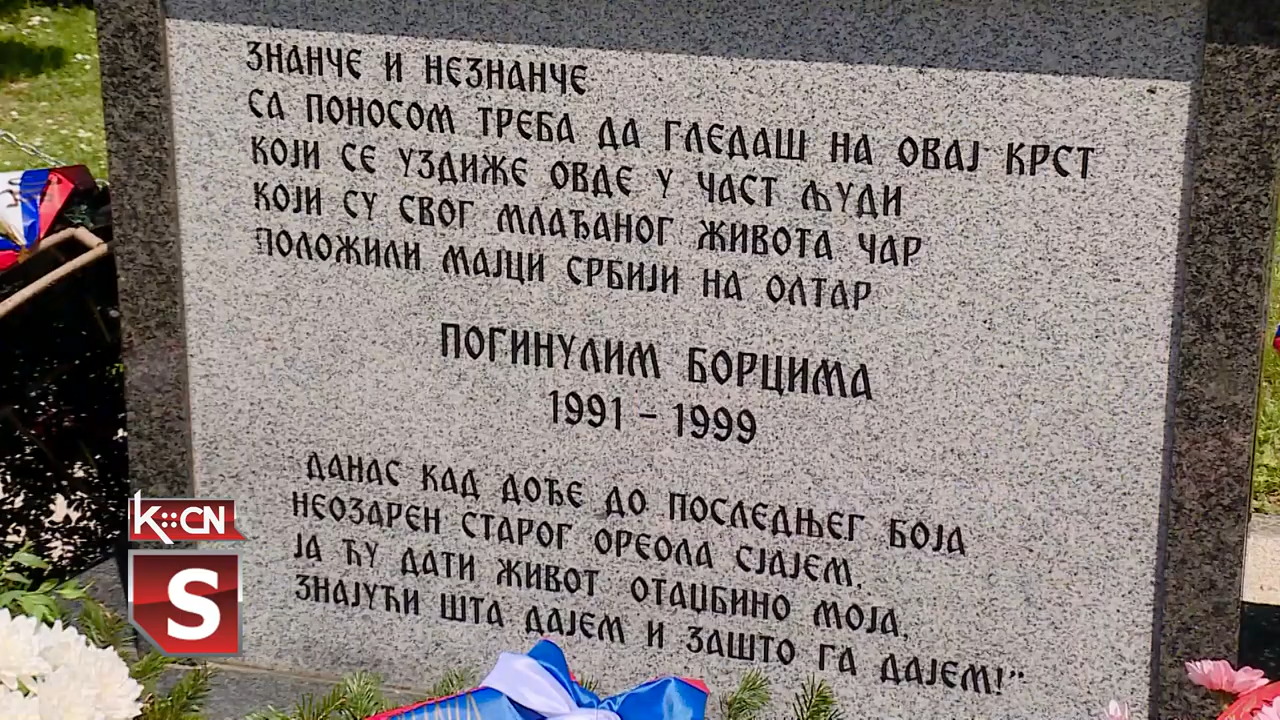 ЗНАНЧЕ И НЕЗНАНЧЕ
СА ПОНОСОМ ТРЕБА ДА ГЛЕДАШ НА ОВАЈ КРСТ
КОЈИ СЕ УЗДИЖЕ ОВДЕ У ЧАСТ ЉУДИ
КОЈИ СУ СВОГ МЛАЂАНОГ ЖИВОТА ЧАР
ПОЛОЖИЛИ МАЈЦИ СРБИЈИ НА ОЛТАР
ПОГИНУЛИМ БОРЦИМА
1991 - 1999
ДАНАС КАД ДОЂЕ ДО ПОСЛЕДЊЕГ БОЈА
НЕОЗАРЕН СТАРОГ ОРЕОЛА СЈАЈЕМ,
ЈА ЋУ ДАТИ ЖИВОТ ОТАЏБИНО МОЈА,
ЗНАЈУЋИ ШТА ДАЈЕМ И ЗАШТО ГА ДАЈЕМ!"
K::CN
S